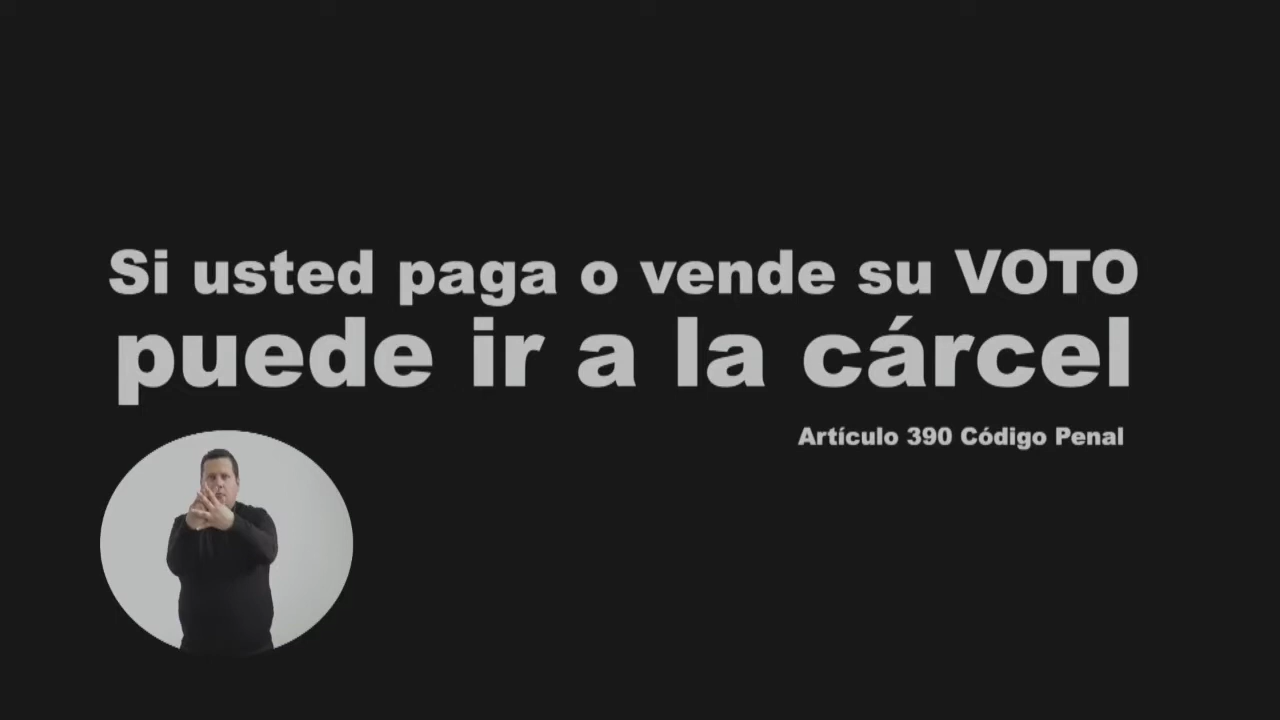 Si usted paga o vende su VOTO
puede ir a la cárcel
Artículo 390 Código Penal